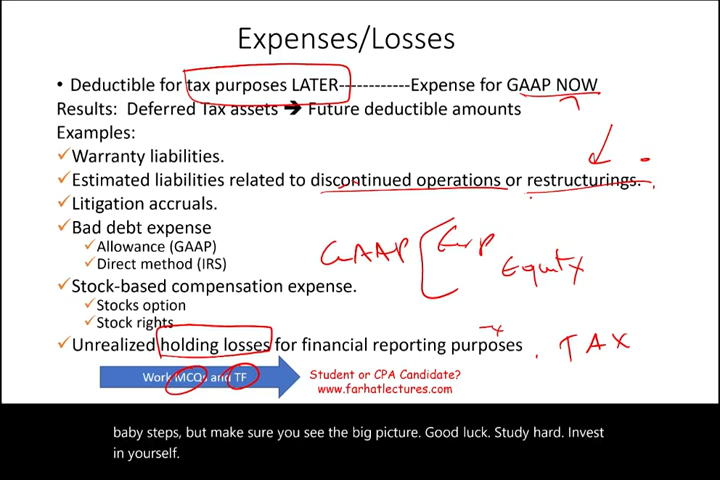 Expenses/Losses
• Deductible for tax purposes LATER-----------Expense for GAAP NOW
Results: Deferred Tax assets ➔ Future deductible amounts
Examples:
✓Warranty liabilities.
✓Estimated liabilities related to discontinued operations or restructurings.
✓Litigation accruals.
✓Bad debt expense
✓Allowance (GAAP)
✓Direct method (IRS)
GAAP Exp
Equity
✓Stock-based compensation expense.
✓Stocks option
✓Stock rights
✓Unrealized holding losses for financial reporting purposes. TAX
Work MCQs and TF
Student or CPA Candidate?
www.farhatlectures.com
baby steps, but make sure you see the big picture. Good luck. Study hard. Invest
in yourself.